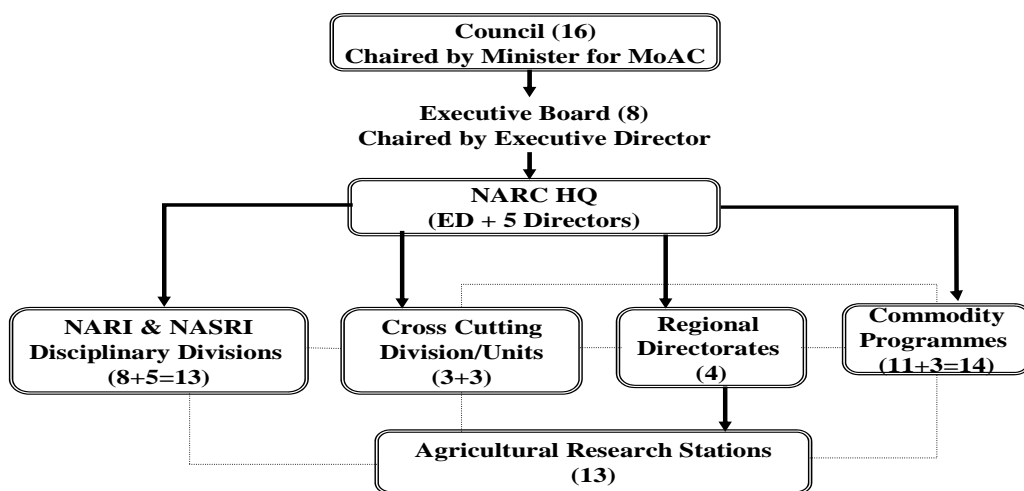 Council (16)
Chaired by Minister for MoAC
Executive Board (8)
Chaired by Executive Director
NARC HQ
(ED + 5 Directors)
NARI & NASRI
Disciplinary Divisions
(8+5=13)
Cross Cutting
Division/Units
(3+3)
Regional
Directorates
(4)
Commodity
Programmes
(11+3=14)
Agricultural Research Stations
(13)